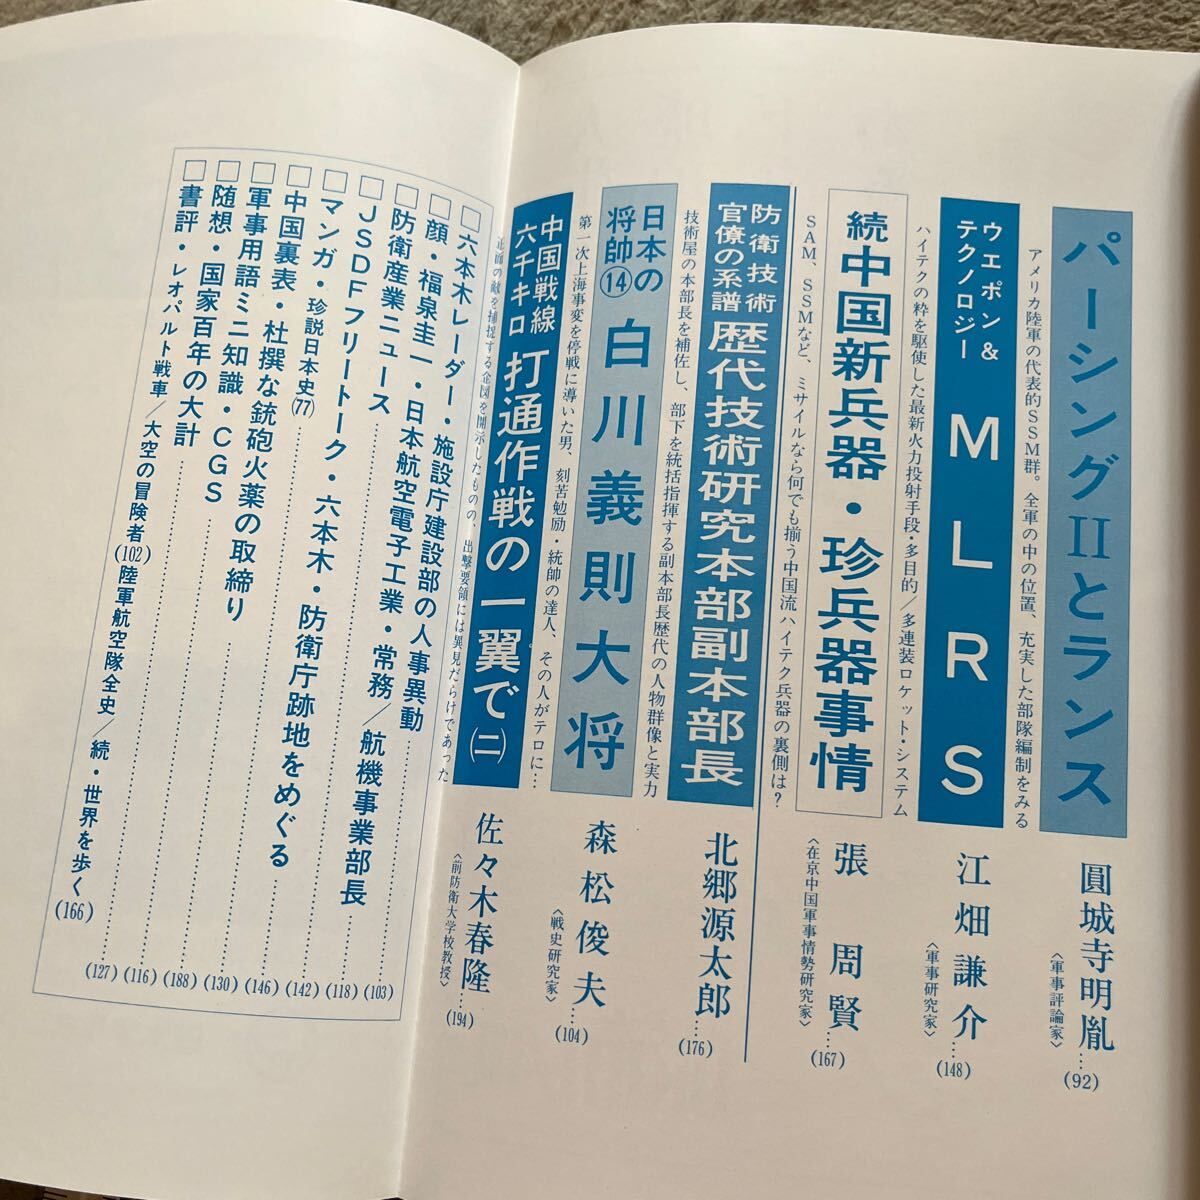 パーシングⅡとランス
アメリカ陸軍の代表的SSM群。全軍の中の位置、充実した部隊編制をみる
圓城寺明胤
〈軍事評論家〉
……(92)
ウエポン&
テクノロジー
MLRS
ハイテクの粋を駆使した最新火力投射手段・多目的/多連装ロケット・システム
江畑謙介
〈軍事研究家〉
……(148)
続中国新兵器・珍兵器事情
SAM、SSMなど、ミサイルなら何でも揃う中国流ハイテク兵器の裏側は?
張 周賢
〈在京中国軍事情勢研究家〉
……(167)
防衛技術
官僚の系譜
歴代技術研究本部副本部長
技術屋の本部長を補佐し、部下を統括指揮する副本部長歴代の人物群像と実力
北郷源太郎
……(176)
日本の
将帥⑭
白川義則大将
第一次上海事変を停戦に導いた男、刻苦勉励・統帥の達人、その人がテロに…
森松俊夫
〈戦史研究家〉
……(104)
中国戦線
六千キロ
打通作戦の一翼で(二)
追師の敵を捕捉する企図を開示したものの、出撃要領には異見だらけであった
佐々木春隆
〈前防衛大学校教授〉
……(194)
□六本木レーダー・施設庁建設部の人事異動……(103)
□顔・福泉圭一・日本航空電子工業・常務/航機事業部長
□防衛産業ニュース……(118)
□JSDFフリートーク・六本木・防衛庁跡地をめぐる……(142)
□マンガ・珍説日本史(77)……(146)
□中国裏表・杜撰な銃砲火薬の取締り……(130)
□軍事用語ミニ知識・CGS……(188)
□随想・国家百年の大計……(116)
□書評・レオパルト戦車/大空の冒険者(102)陸軍航空隊全史/続・世界を歩く(166)
(127)